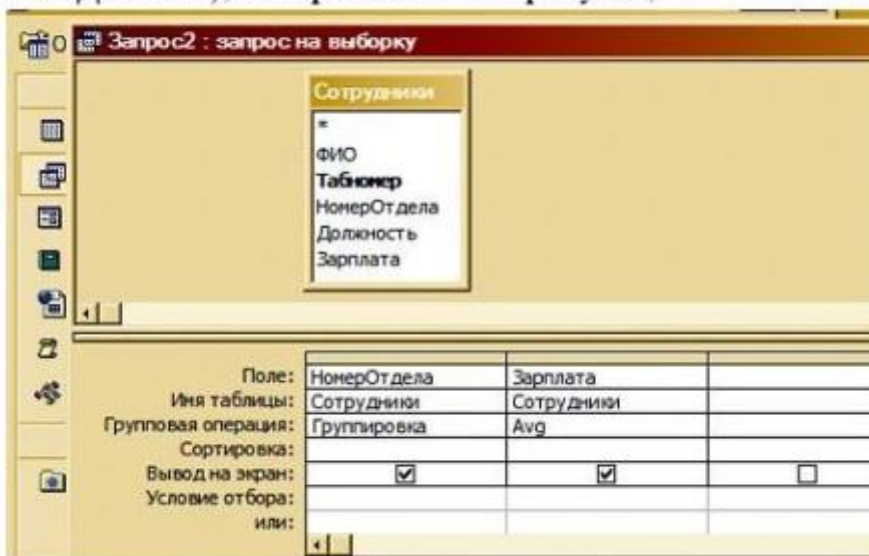 О Запрос2 : запрос на выборку
Сотрудники
*
ФИО
Табномер
НомерОтдела
Должность
Зарплата
Поле: НомерОтдела Зарплата
Имя таблицы: Сотрудники Сотрудники
Групповая операция: Группировка Avg
Сортировка:
Вывод на экран:
Условие отбора:
или: